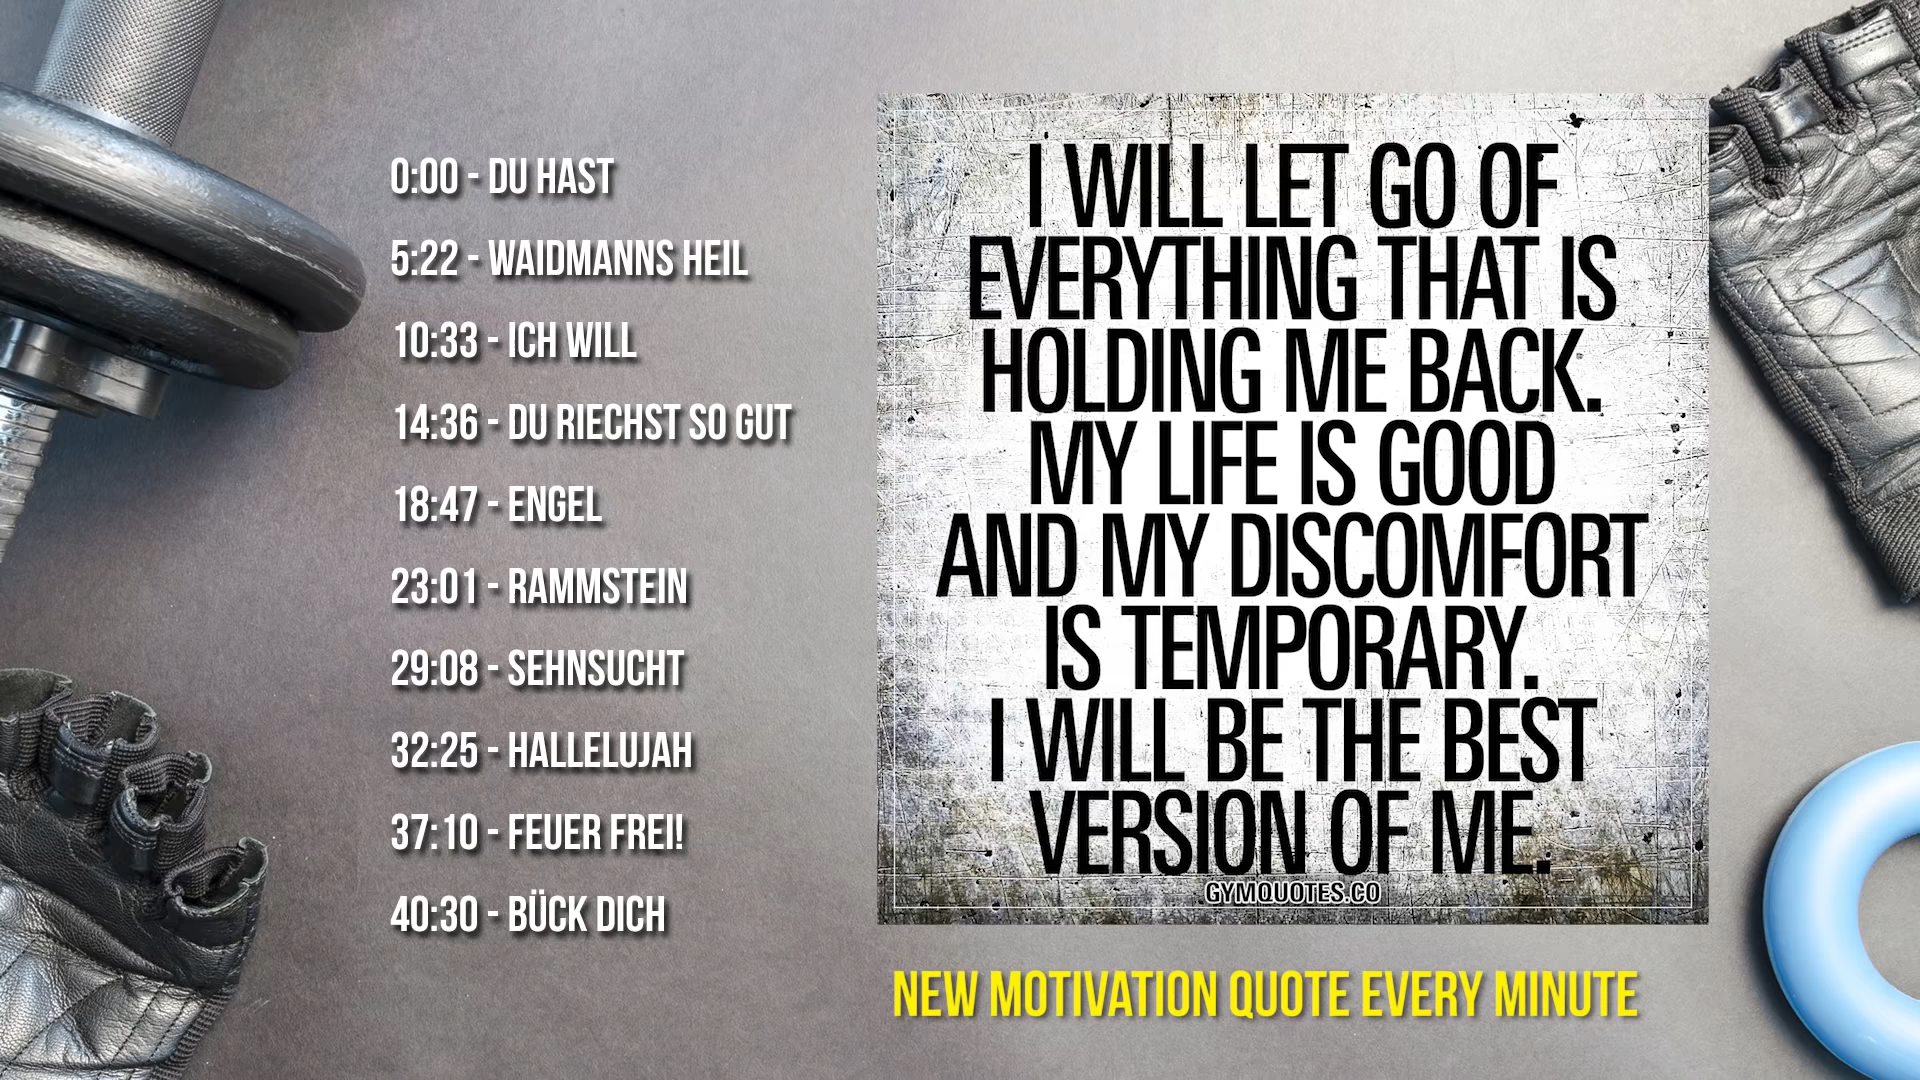 0:00 - DU HAST
5:22 - WAIDMANNS HEIL
10:33 - ICH WILL
14:36 - DU RIECHST SO GUT
18:47 - ENGEL
23:01 - RAMMSTEIN
29:08 - SEHNSUCHT
32:25 - HALLELUJAH
37:10 - FEUER FREI!
40:30 - BÜCK DICH
I WILL LET GO OF
EVERYTHING THAT IS
HOLDING ME BACK.
MY LIFE IS GOOD
AND MY DISCOMFORT
IS TEMPORARY.
I WILL BE THE BEST
VERSION OF ME.
GYMQUOTES.CO
NEW MOTIVATION QUOTE EVERY MINUTE